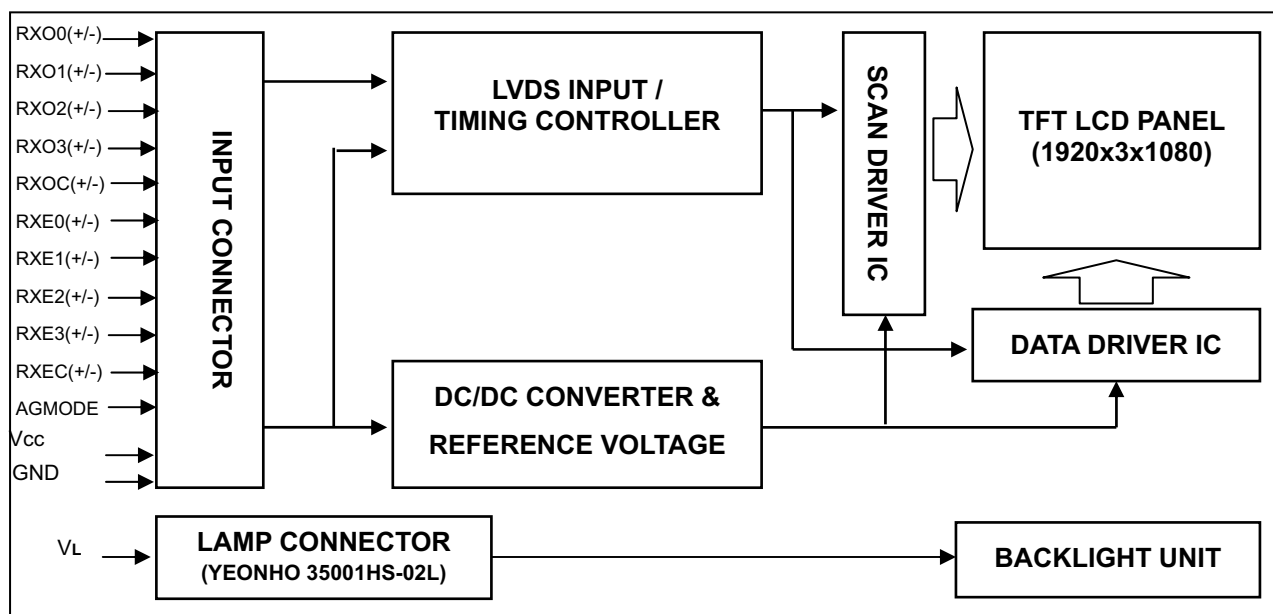 RXO0(+/-)
RXO1(+/-)
RXO2(+/-)
RXO3(+/-)
RXOC(+/-)
RXE0(+/-)
RXE1(+/-)
RXE2(+/-)
RXE3(+/-)
RXEC(+/-)
AGMODE
Vcc
GND
INPUT CONNECTOR
LVDS INPUT /
TIMING CONTROLLER
SCAN DRIVER IC
TFT LCD PANEL
(1920x3x1080)
DATA DRIVER IC
DC/DC CONVERTER &
REFERENCE VOLTAGE
VL
LAMP CONNECTOR
(YEONHO 35001HS-02L)
BACKLIGHT UNIT